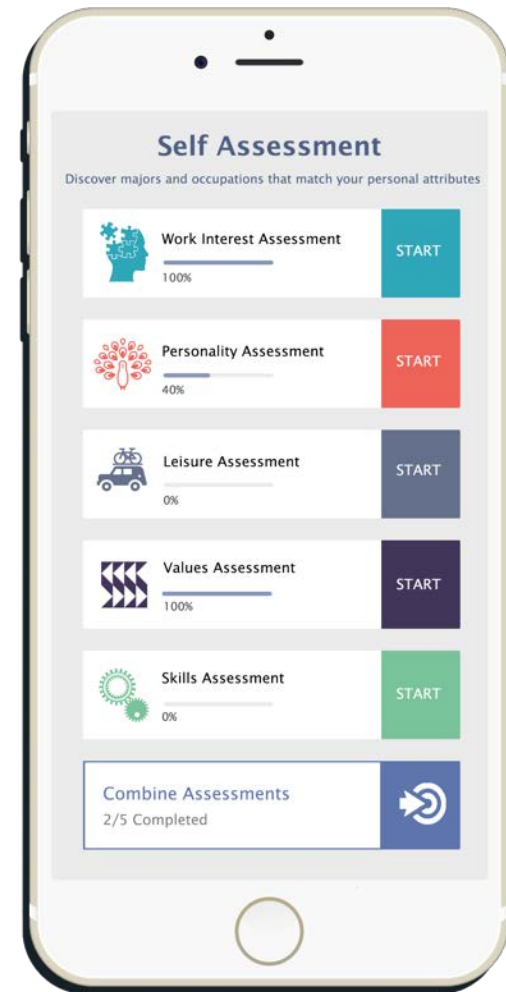 Self Assessment
Discover majors and occupations that match your personal attributes
Work Interest Assessment
START
100%
Personality Assessment
START
40%
Leisure Assessment
START
0%
Values Assessment
START
100%
Skills Assessment
START
0%
Combine Assessments
2/5 Completed